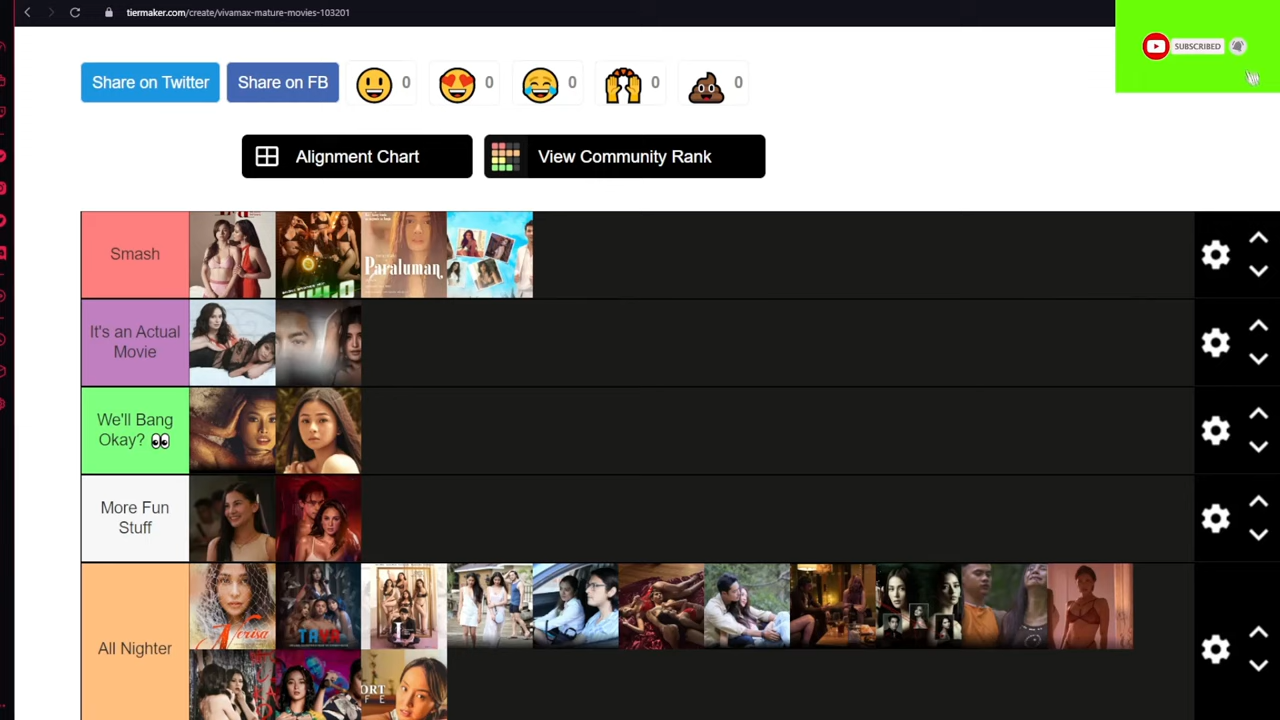 tiermaker.com/create/vivamax-mature-movies-103201
SUBSCRIBED
Share on Twitter
Share on FB
0
0
0
0
0
Alignment Chart
View Community Rank
Smash
Paraluman
It's an Actual
Movie
We'll Bang
Okay? 👀
More Fun
Stuff
All Nighter
Nerisa